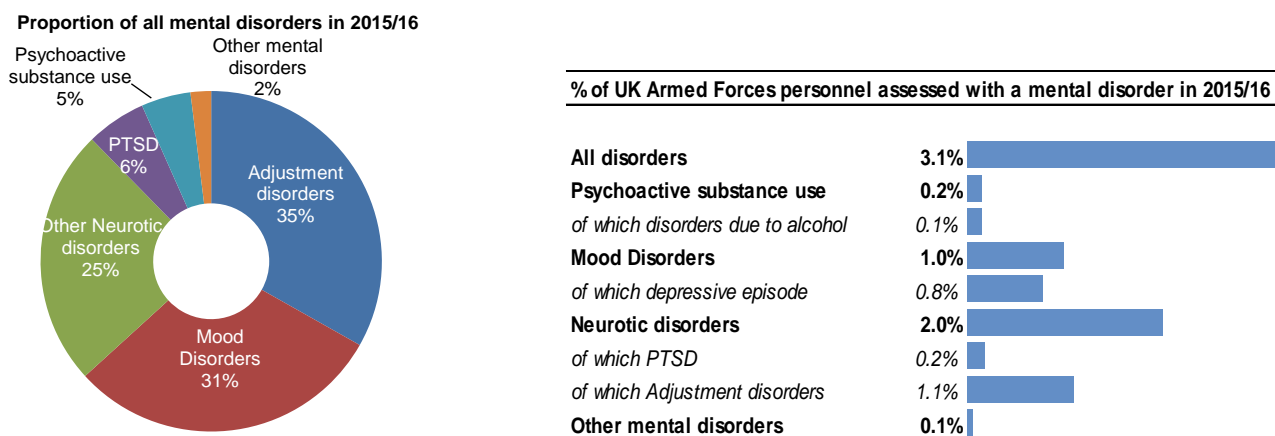 Proportion of all mental disorders in 2015/16
Psychoactive
substance use
5%
Other mental
disorders
2%
PTSD
6%
Adjustment
disorders
35%
Other Neurotic
disorders
25%
Mood
Disorders
31%
% of UK Armed Forces personnel assessed with a mental disorder in 2015/16
All disorders 3.1%
Psychoactive substance use 0.2%
of which disorders due to alcohol 0.1%
Mood Disorders 1.0%
of which depressive episode 0.8%
Neurotic disorders 2.0%
of which PTSD 0.2%
of which Adjustment disorders 1.1%
Other mental disorders 0.1%